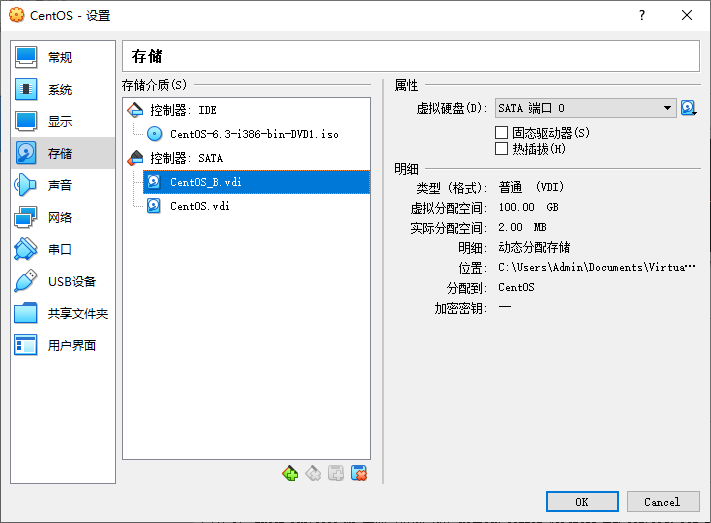 CentOS - 设置
常规
系统
显示
存储
声音
网络
串口
USB设备
共享文件夹
用户界面
存储
存储介质(S)
控制器: IDE
CentOS-6.3-i386-bin-DVD1.iso
控制器: SATA
CentOS_B.vdi
CentOS.vdi
属性
虚拟硬盘(D): SATA 端口 0
固态驱动器(S)
热插拔(H)
明细
类型 (格式): 普通 (VDI)
虚拟分配空间: 100.00 GB
实际分配空间: 2.00 MB
明细: 动态分配存储
位置: C:\Users\Admin\Documents\Virtua…
分配到: CentOS
加密密钥: —
OK
Cancel